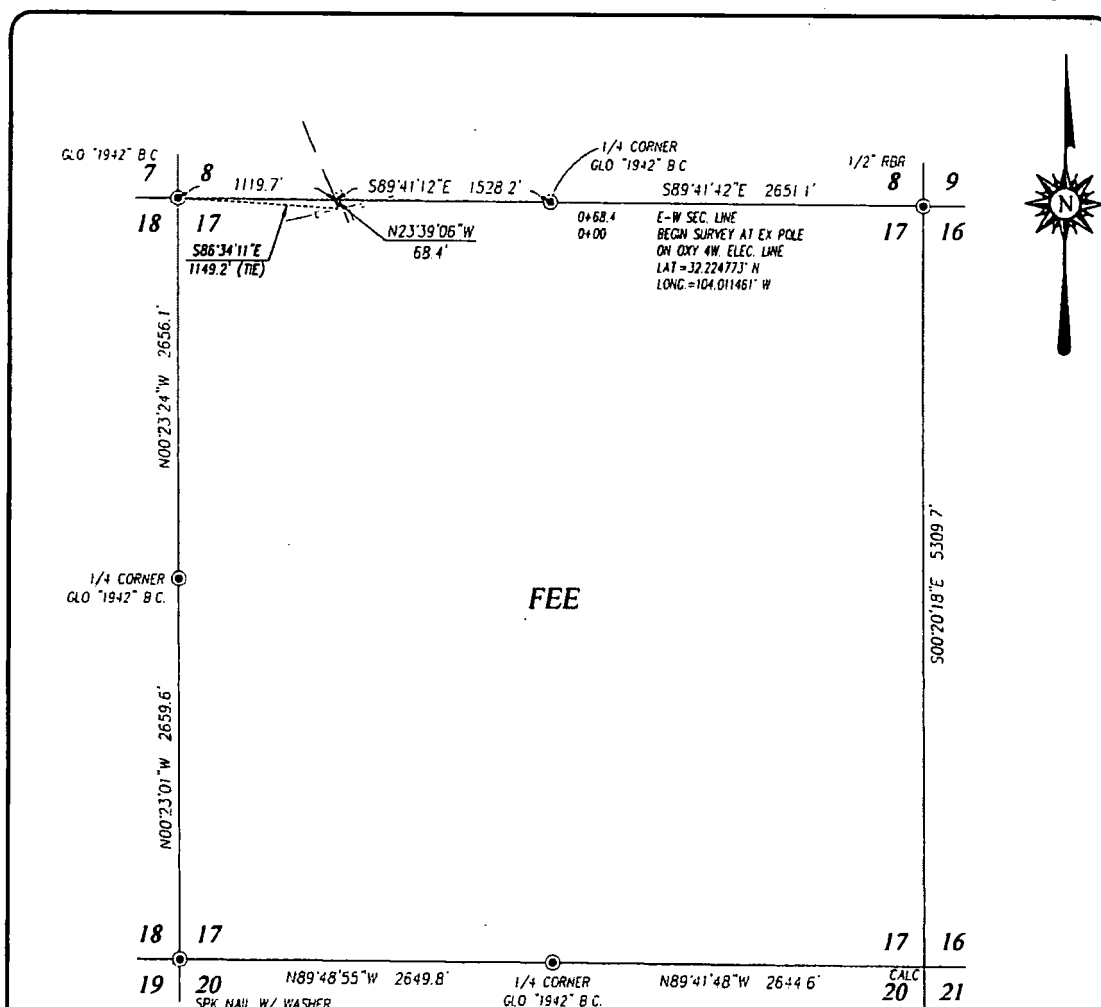 GLO "1942" B C
7 8
1119.7'
S89°41'12"E 1528.2'
1/4 CORNER
GLO "1942" B C
S89°41'42"E 2651.1'
1/2" RBR
8 9
18 17
S86°34'11"E
1149.2' (TIE)
N23°39'06"W
68.4'
0+68.4 E-W SEC. LINE
0+00 BEGIN SURVEY AT EX POLE
ON OXY 4W. ELEC. LINE
LAT.=32.224773° N
LONG.=104.011461° W
17 16
N
N00°23'24"W 2656.1'
1/4 CORNER
GLO "1942" B C.
FEE
S00°20'18"E 5309 7'
N00°23'01"W 2659.6'
18 17
17 16
19 20
SPK NAIL W/ WASHER
N89°48'55"W 2649.8'
1/4 CORNER
GLO "1942" B C.
N89°41'48"W 2644 6'
CALC
20 21